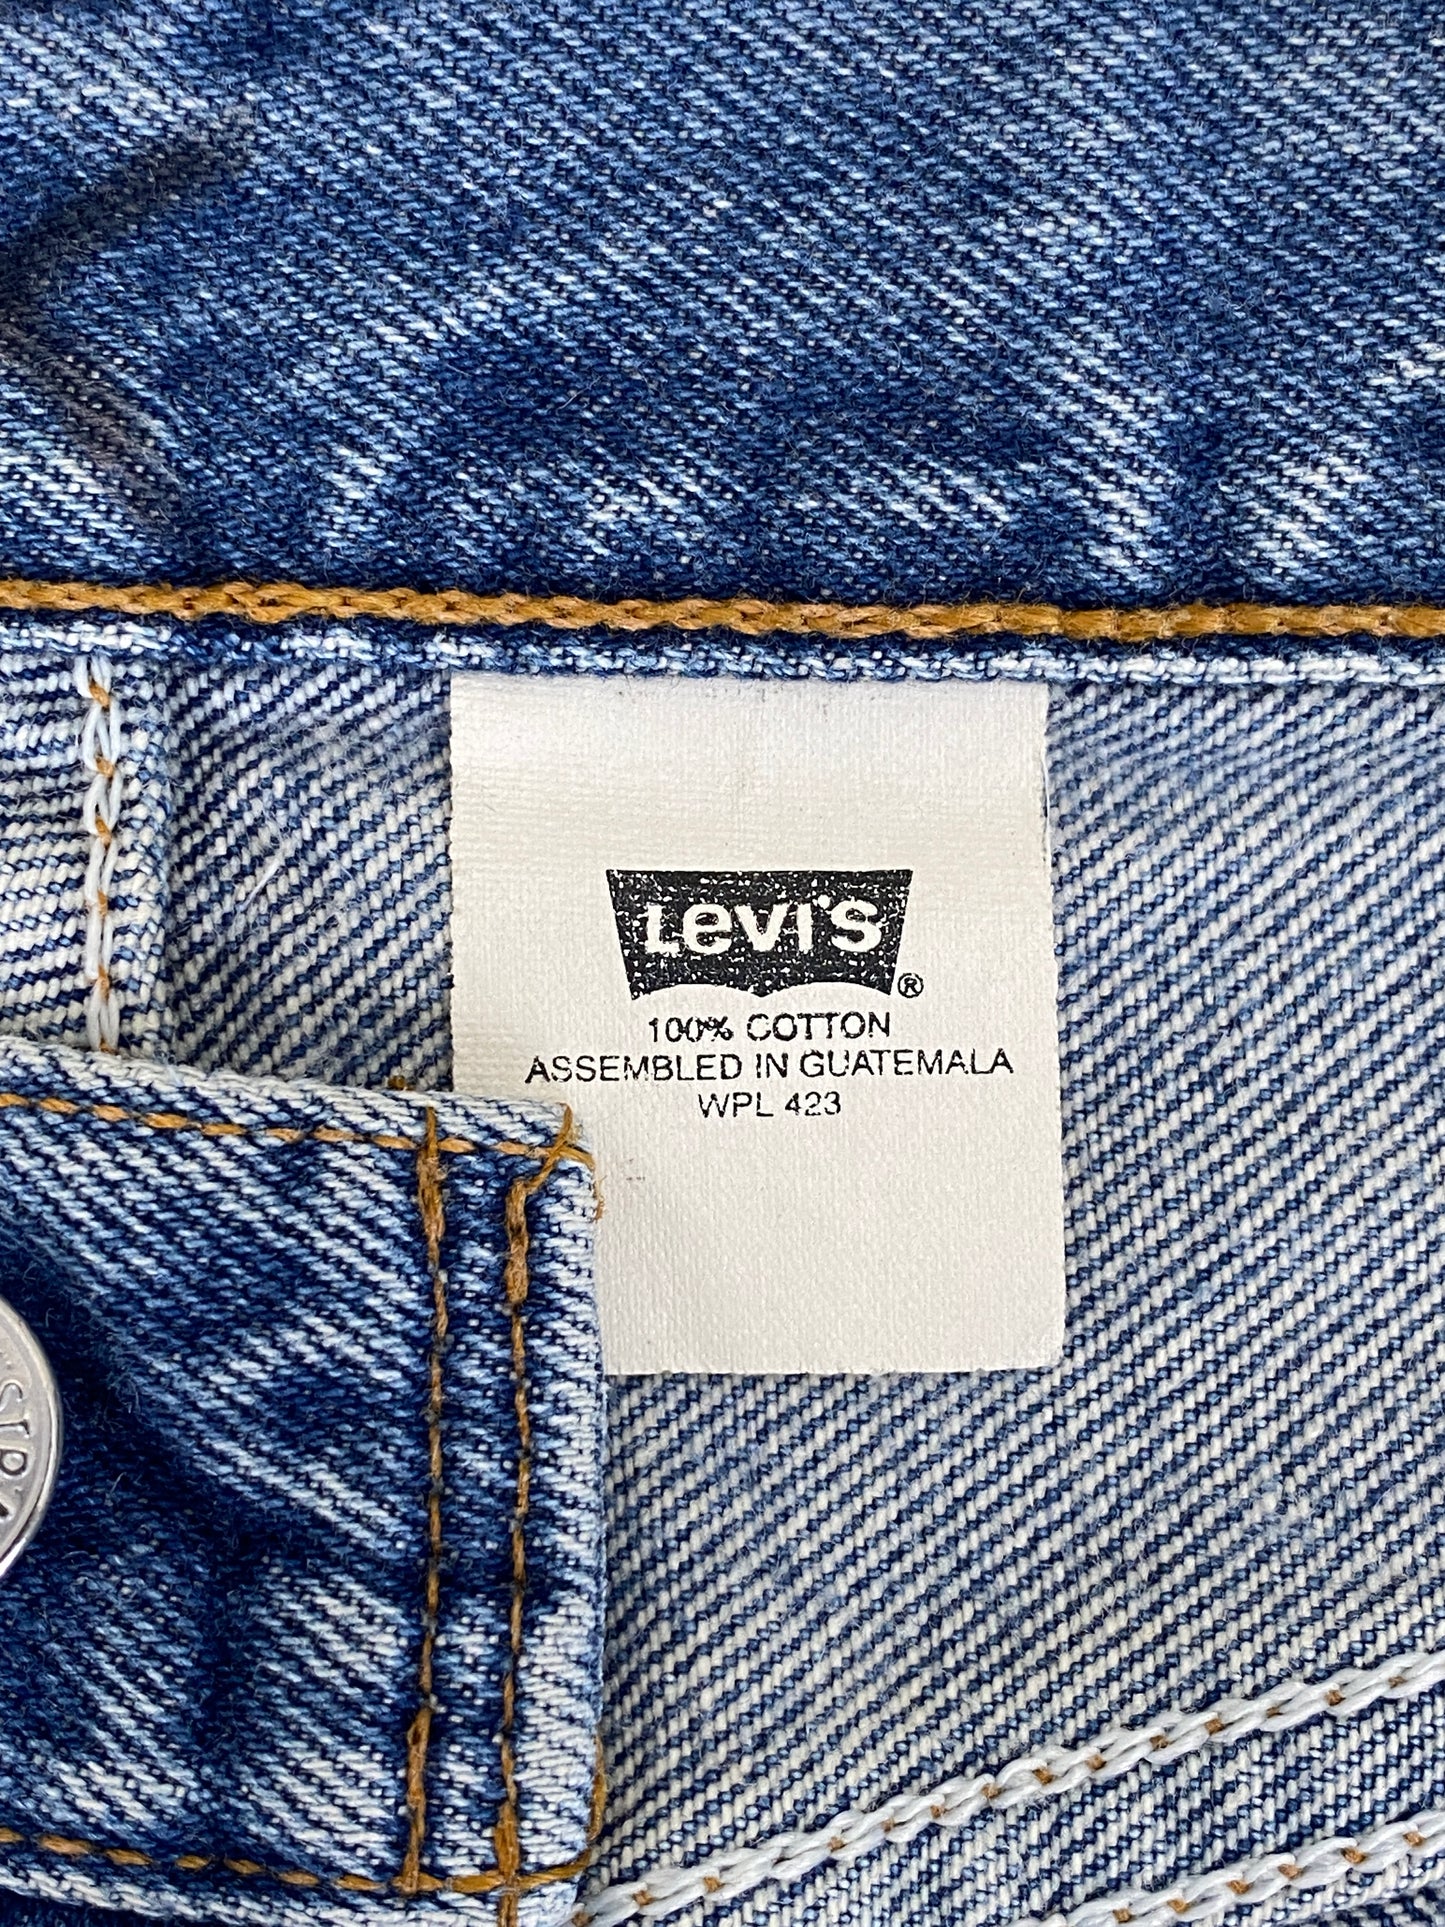 Levi's®
100% COTTON
ASSEMBLED IN GUATEMALA
WPL 423